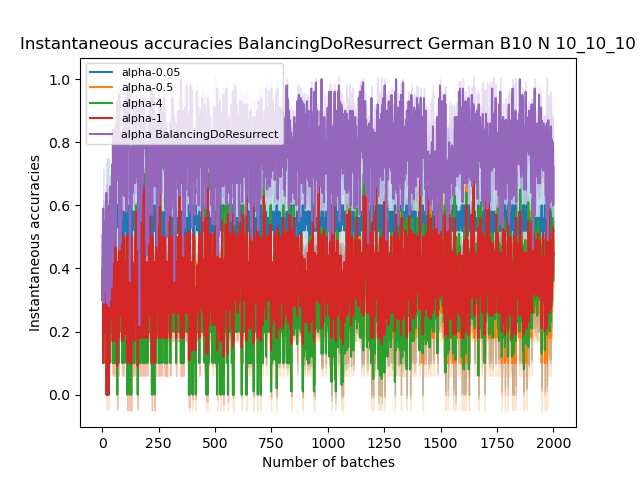 Instantaneous accuracies BalancingDoResurrect German B10 N 10_10_10
alpha-0.05
alpha-0.5
alpha-4
alpha-1
alpha BalancingDoResurrect
1.0
0.8
0.6
0.4
0.2
0.0
Instantaneous accuracies
0 250 500 750 1000 1250 1500 1750 2000
Number of batches